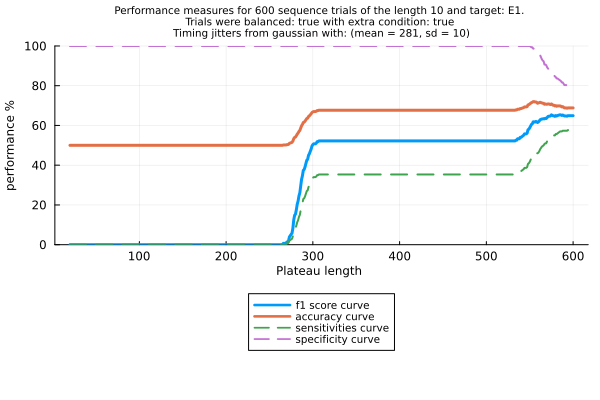 Performance measures for 600 sequence trials of the length 10 and target: E1.
Trials were balanced: true with extra condition: true
Timing jitters from gaussian with: (mean = 281, sd = 10)
100
80
60
40
20
0
performance %
100 200 300 400 500 600
Plateau length
f1 score curve
accuracy curve
sensitivities curve
specificity curve